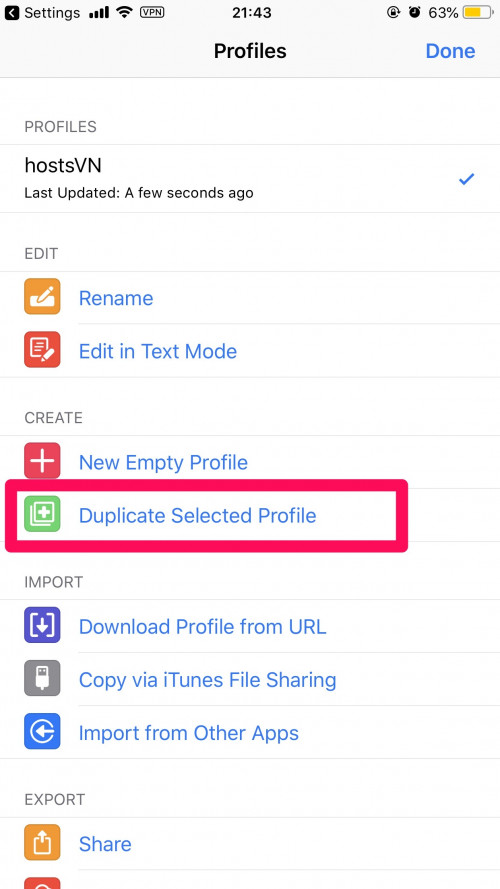 Settings VPN 21:43 63%
Profiles Done
PROFILES
hostsVN
Last Updated: A few seconds ago
EDIT
Rename
Edit in Text Mode
CREATE
New Empty Profile
Duplicate Selected Profile
IMPORT
Download Profile from URL
Copy via iTunes File Sharing
Import from Other Apps
EXPORT
Share